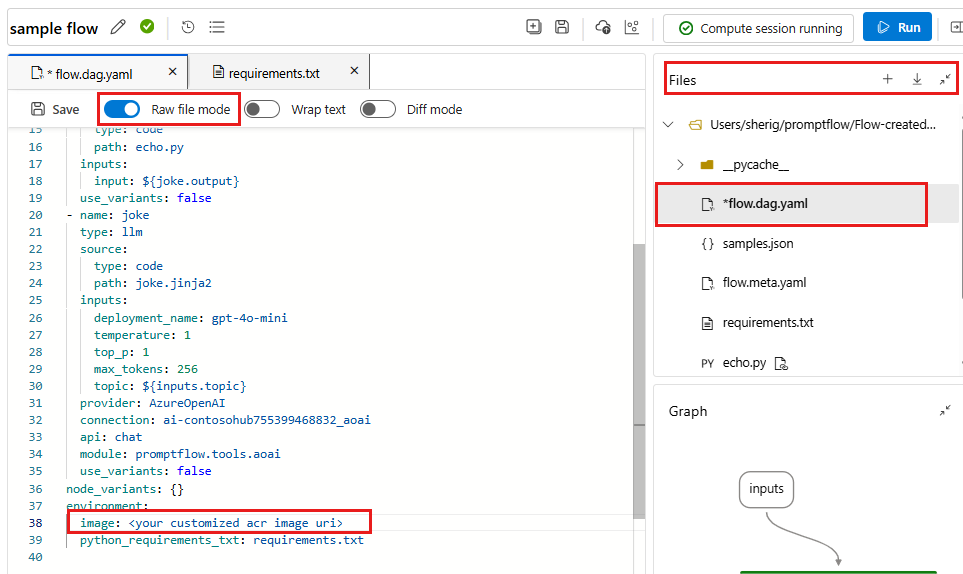 sample flow
Compute session running
Run
* flow.dag.yaml
requirements.txt
Save
Raw file mode
Wrap text
Diff mode
15 type: code
16 path: echo.py
17 inputs:
18 input: ${joke.output}
19 use_variants: false
20 - name: joke
21 type: llm
22 source:
23 type: code
24 path: joke.jinja2
25 inputs:
26 deployment_name: gpt-4o-mini
27 temperature: 1
28 top_p: 1
29 max_tokens: 256
30 topic: ${inputs.topic}
31 provider: AzureOpenAI
32 connection: ai-contosohub755399468832_aoai
33 api: chat
34 module: promptflow.tools.aoai
35 use_variants: false
36 node_variants: {}
37 environment:
38 image: <your customized acr image uri>
39 python_requirements_txt: requirements.txt
40
Files
Users/sherig/promptflow/Flow-created...
__pycache__
*flow.dag.yaml
{} samples.json
flow.meta.yaml
requirements.txt
PY echo.py
Graph
inputs